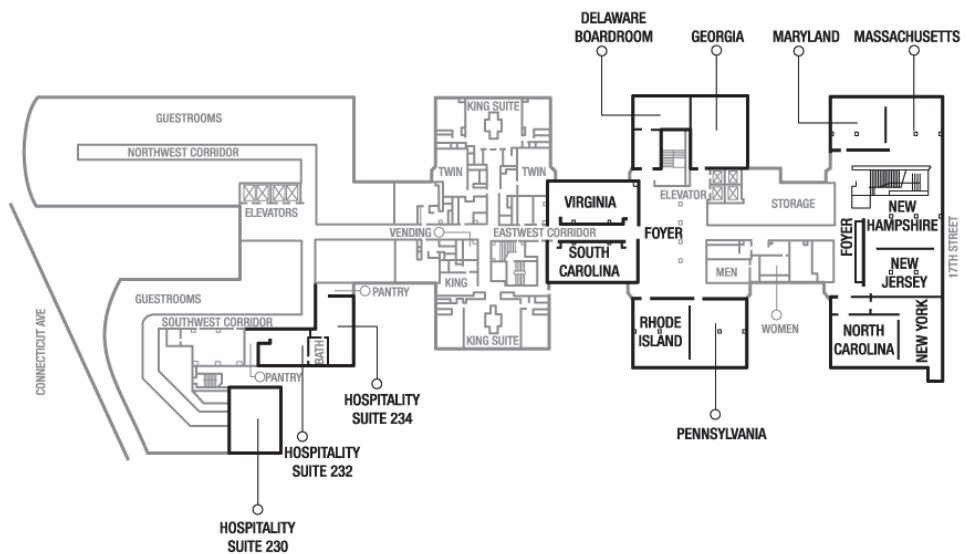 DELAWARE
BOARDROOM
GEORGIA
MARYLAND
MASSACHUSETTS
GUESTROOMS
KING SUITE
NORTHWEST CORRIDOR
TWIN
TWIN
ELEVATORS
VIRGINIA
ELEVATOR
STORAGE
NEW
HAMPSHIRE
VENDING
EASTWEST CORRIDOR
FOYER
FOYER
17TH STREET
SOUTH
CAROLINA
MEN
NEW
JERSEY
KING
PANTRY
GUESTROOMS
SOUTHWEST CORRIDOR
KING SUITE
RHODE
ISLAND
WOMEN
NORTH
CAROLINA
NEW YORK
CONNECTICUT AVE
BATH
PANTRY
HOSPITALITY
SUITE 234
PENNSYLVANIA
HOSPITALITY
SUITE 232
HOSPITALITY
SUITE 230